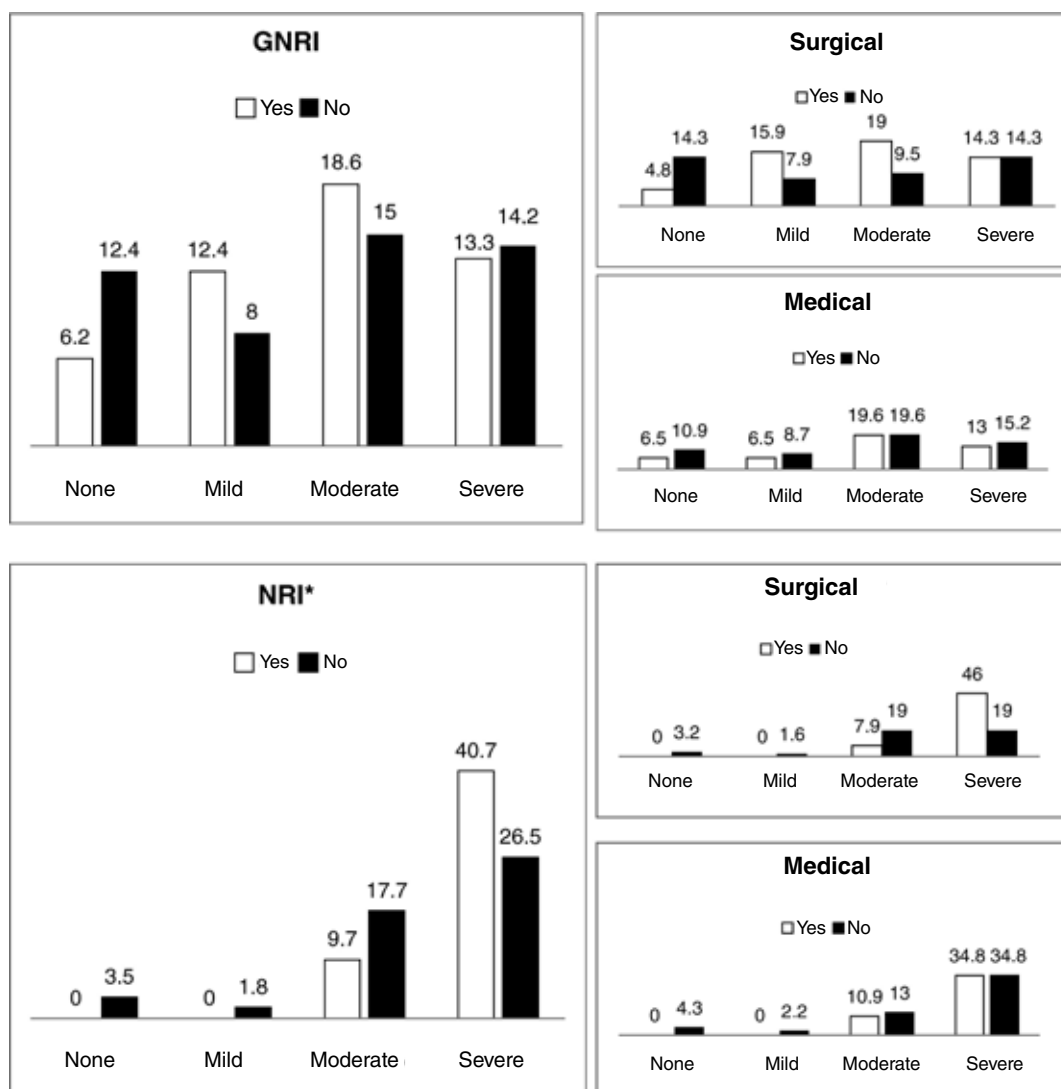 GNRI
Yes No
18.6
15
14.2
13.3
12.4 12.4
8
6.2
None Mild Moderate Severe
Surgical
Yes No
19
15.9
14.3 14.3 14.3
9.5
7.9
4.8
None Mild Moderate Severe
Medical
Yes No
19.6 19.6
6.5 10.9 6.5 8.7 13 15.2
None Mild Moderate Severe
NRI*
Yes No
40.7
26.5
17.7
9.7
0 3.5 0 1.8
None Mild Moderate Severe
Surgical
Yes No
46
7.9 19 19
0 3.2 0 1.6
None Mild Moderate Severe
Medical
Yes No
34.8 34.8
10.9 13
0 4.3 0 2.2
None Mild Moderate Severe